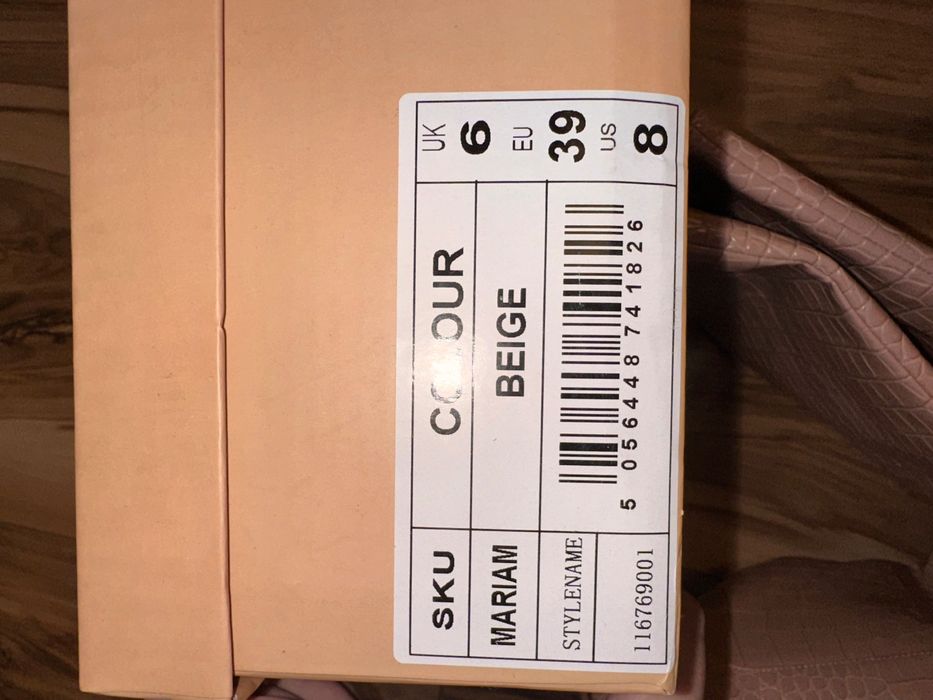 SKU COLOUR UK
MARIAM BEIGE 6
STYLENAME EU
39
US
116769001 5 056448 741826 8